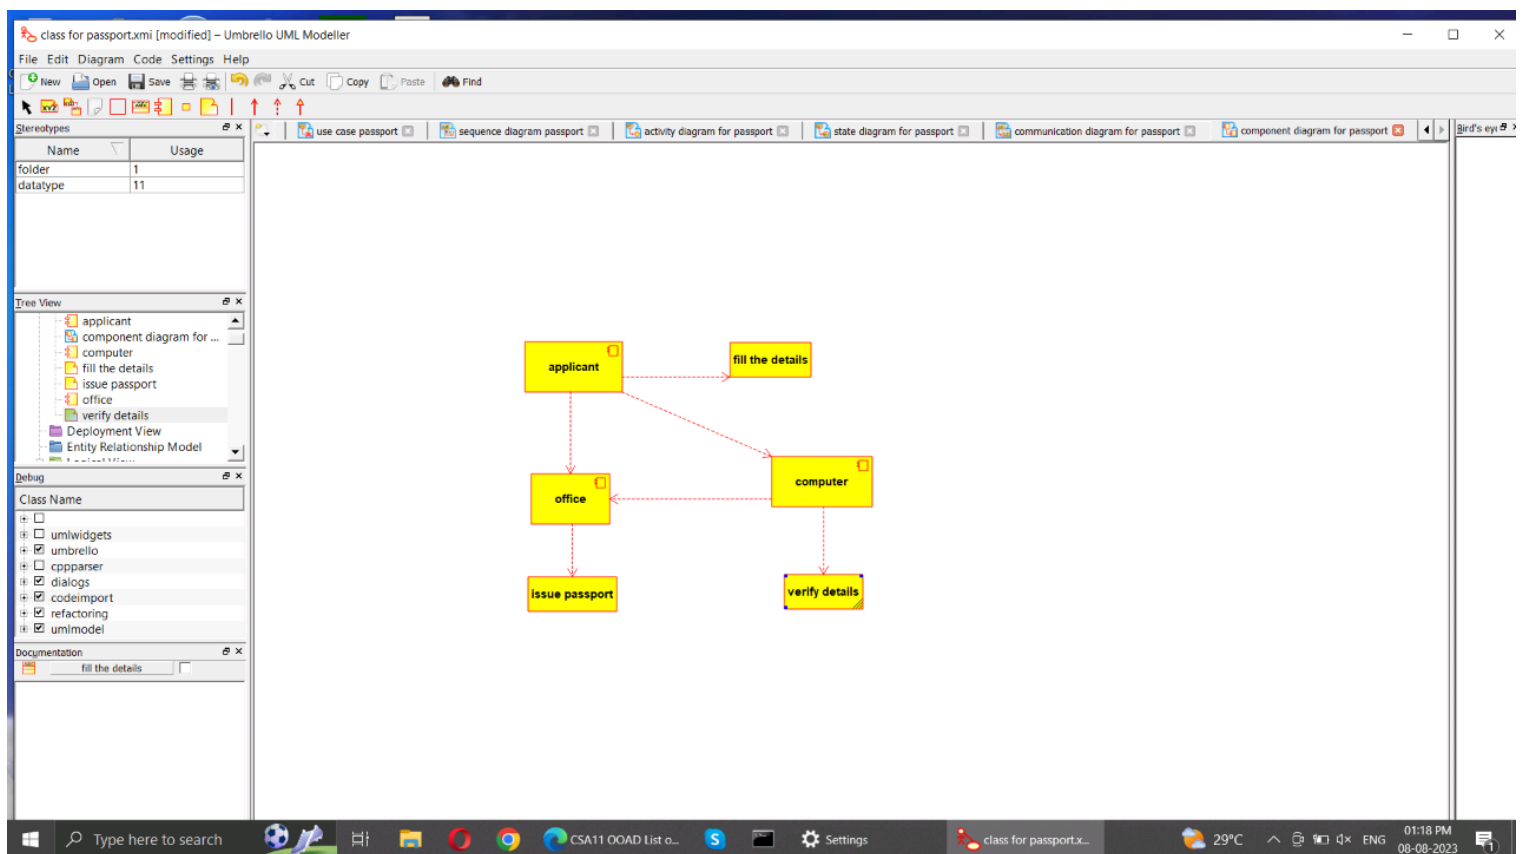 class for passport.xmi [modified] – Umbrello UML Modeller
File Edit Diagram Code Settings Help
New Open Save Cut Copy Paste Find
Stereotypes
use case passport sequence diagram passport activity diagram for passport state diagram for passport communication diagram for passport component diagram for passport
Bird's eye
Name Usage
folder 1
datatype 11
Tree View
applicant
component diagram for ...
computer
fill the details
issue passport
office
verify details
Deployment View
Entity Relationship Model
Debug
Class Name
umlwidgets
umbrello
cppparser
dialogs
codeimport
refactoring
umlmodel
Documentation
fill the details
applicant
fill the details
office
computer
issue passport
verify details
Type here to search
CSA11 OOAD List o...
Settings
class for passport.x...
29°C
ENG
01:18 PM
08-08-2023
1